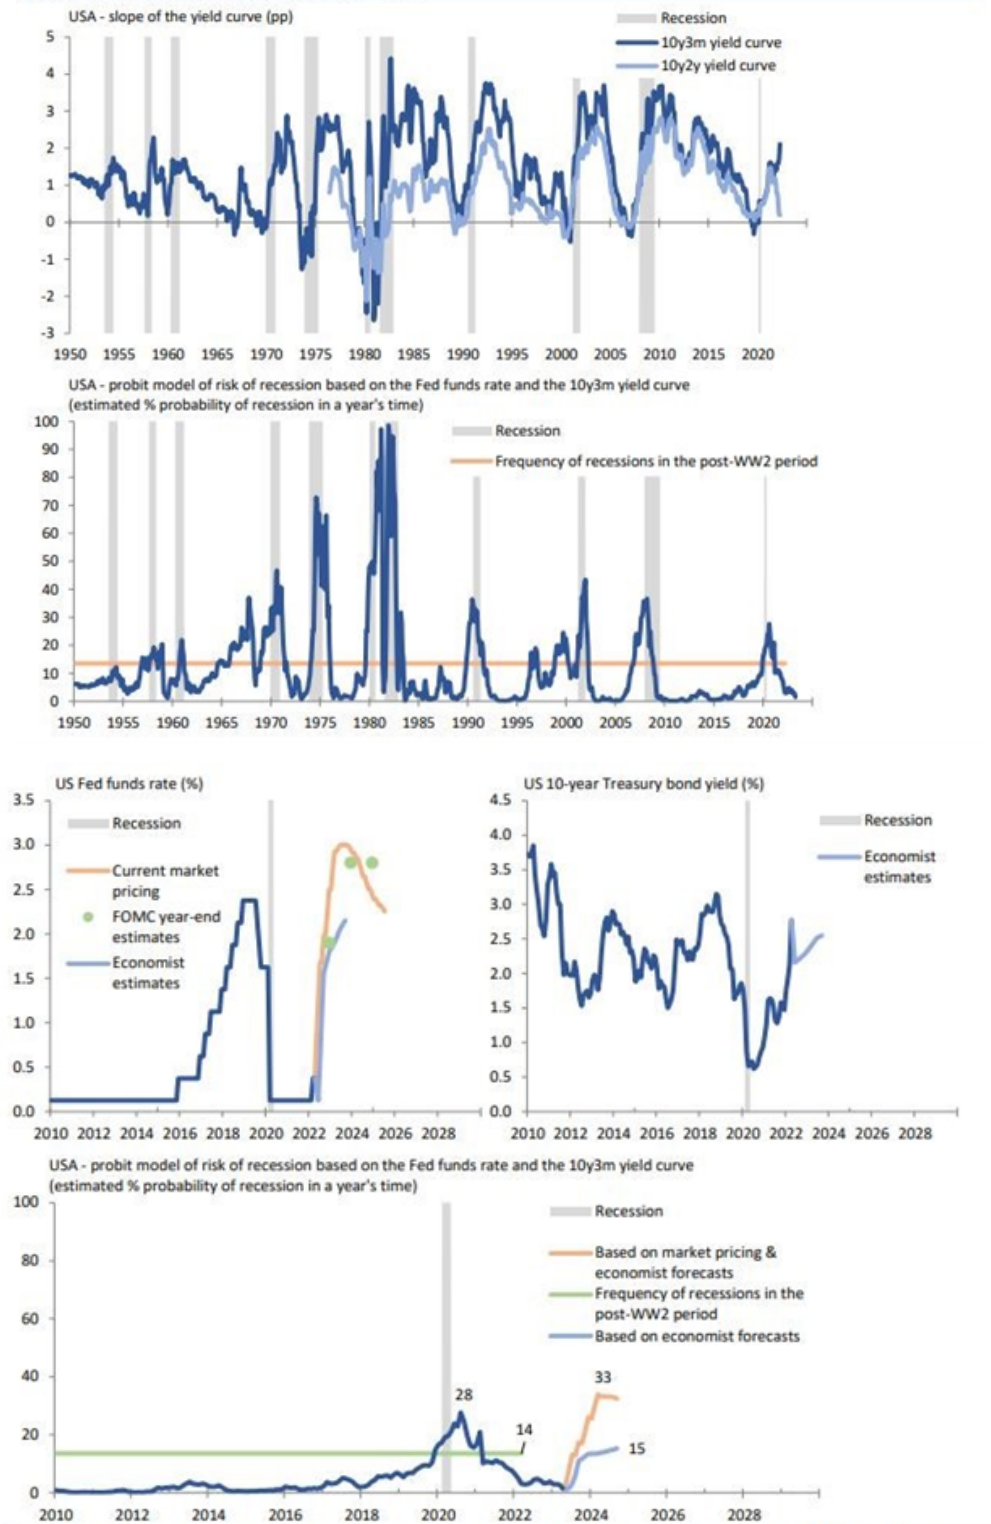 USA - slope of the yield curve (pp)
Recession
10y3m yield curve
10y2y yield curve
5
4
3
2
1
0
-1
-2
-3
1950 1955 1960 1965 1970 1975 1980 1985 1990 1995 2000 2005 2010 2015 2020
USA - probit model of risk of recession based on the Fed funds rate and the 10y3m yield curve
(estimated % probability of recession in a year's time)
Recession
Frequency of recessions in the post-WW2 period
100
90
80
70
60
50
40
30
20
10
0
1950 1955 1960 1965 1970 1975 1980 1985 1990 1995 2000 2005 2010 2015 2020
US Fed funds rate (%)
Recession
Current market
pricing
FOMC year-end
estimates
Economist
estimates
3.5
3.0
2.5
2.0
1.5
1.0
0.5
0.0
2010 2012 2014 2016 2018 2020 2022 2024 2026 2028
US 10-year Treasury bond yield (%)
Recession
Economist
estimates
4.5
4.0
3.5
3.0
2.5
2.0
1.5
1.0
0.5
0.0
2010 2012 2014 2016 2018 2020 2022 2024 2026 2028
USA - probit model of risk of recession based on the Fed funds rate and the 10y3m yield curve
(estimated % probability of recession in a year's time)
Recession
Based on market pricing &
economist forecasts
Frequency of recessions in the
post-WW2 period
Based on economist forecasts
100
80
60
40
20
0
28
14
33
15
2010 2012 2014 2016 2018 2020 2022 2024 2026 2028